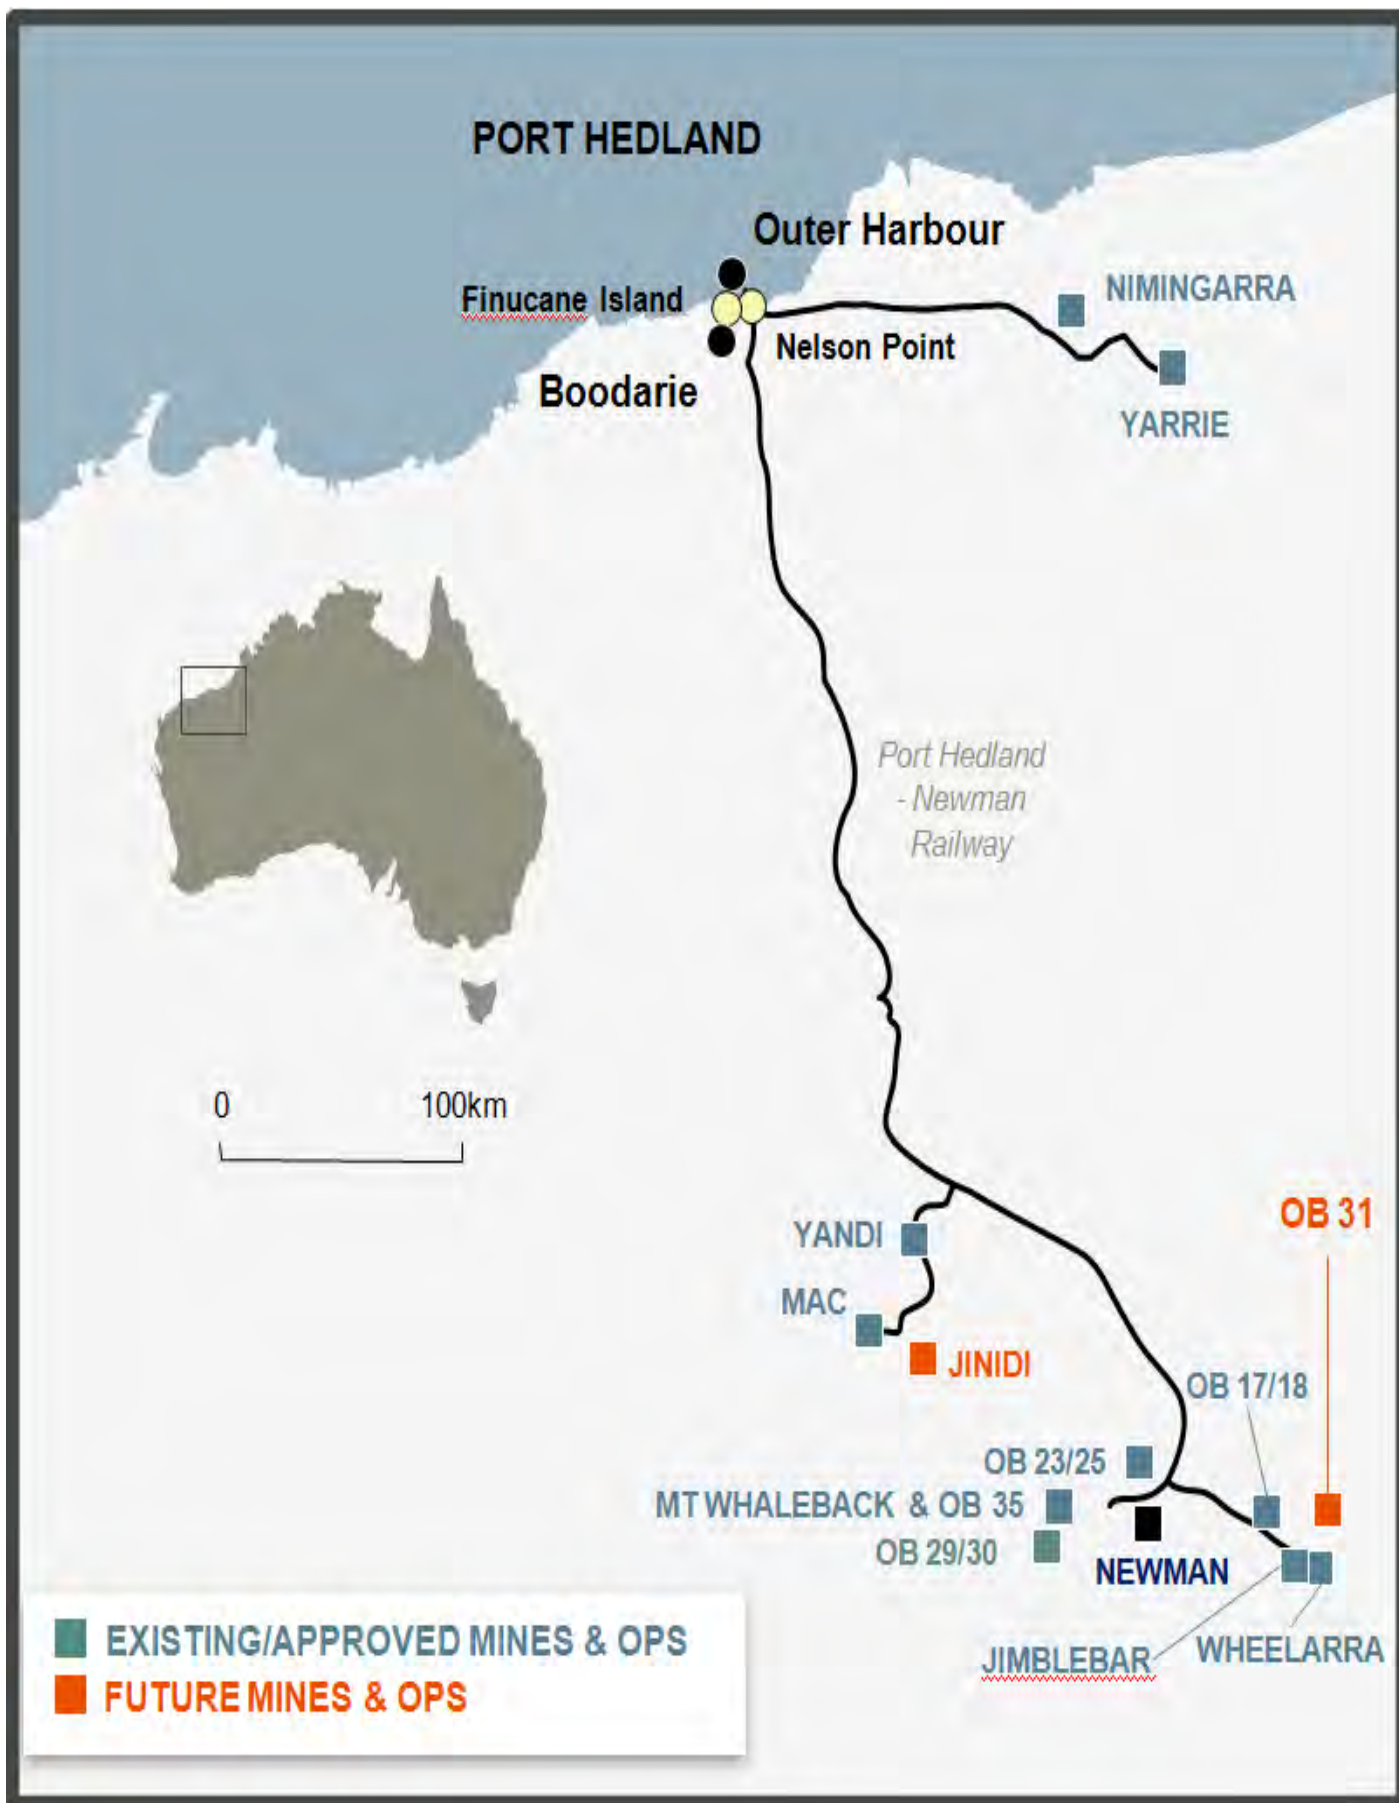 PORT HEDLAND
Outer Harbour
Finucane Island
NIMINGARRA
Nelson Point
Boodarie
YARRIE
Port Hedland
- Newman
Railway
0 100km
OB 31
YANDI
MAC
JINIDI
OB 17/18
OB 23/25
MT WHALEBACK & OB 35
OB 29/30
NEWMAN
WHEELARRA
JIMBLEBAR
EXISTING/APPROVED MINES & OPS
FUTURE MINES & OPS